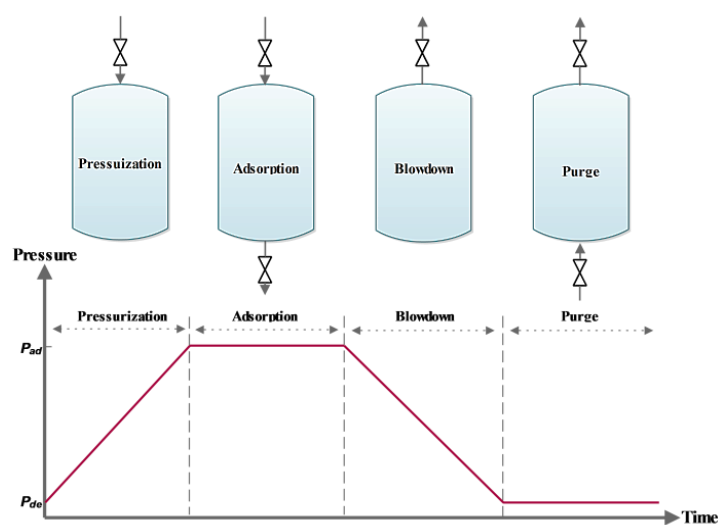 Pressuization
Adsorption
Blowdown
Purge
Pressure
Pressurization
Adsorption
Blowdown
Purge
Pad
Pde
Time